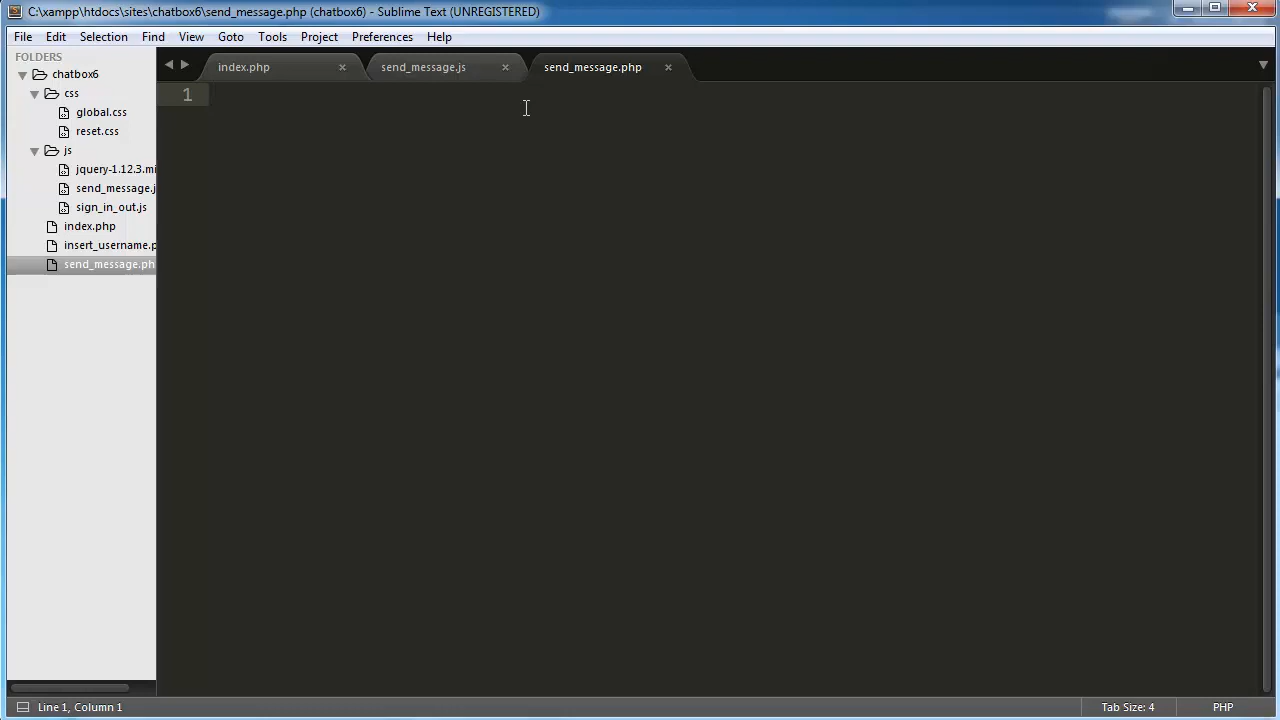 C:\xampp\htdocs\sites\chatbox6\send_message.php (chatbox6) - Sublime Text (UNREGISTERED)
File Edit Selection Find View Goto Tools Project Preferences Help
FOLDERS
chatbox6
css
global.css
reset.css
js
jquery-1.12.3.mi
send_message.j
sign_in_out.js
index.php
insert_username.p
send_message.ph
index.php × send_message.js × send_message.php ×
1
Line 1, Column 1
Tab Size: 4
PHP